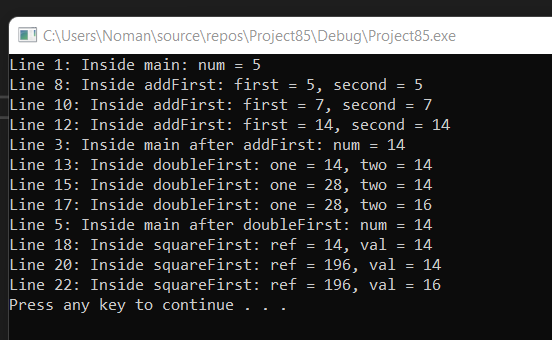 C:\Users\Noman\source\repos\Project85\Debug\Project85.exe
Line 1: Inside main: num = 5
Line 8: Inside addFirst: first = 5, second = 5
Line 10: Inside addFirst: first = 7, second = 7
Line 12: Inside addFirst: first = 14, second = 14
Line 3: Inside main after addFirst: num = 14
Line 13: Inside doubleFirst: one = 14, two = 14
Line 15: Inside doubleFirst: one = 28, two = 14
Line 17: Inside doubleFirst: one = 28, two = 16
Line 5: Inside main after doubleFirst: num = 14
Line 18: Inside squareFirst: ref = 14, val = 14
Line 20: Inside squareFirst: ref = 196, val = 14
Line 22: Inside squareFirst: ref = 196, val = 16
Press any key to continue . . .